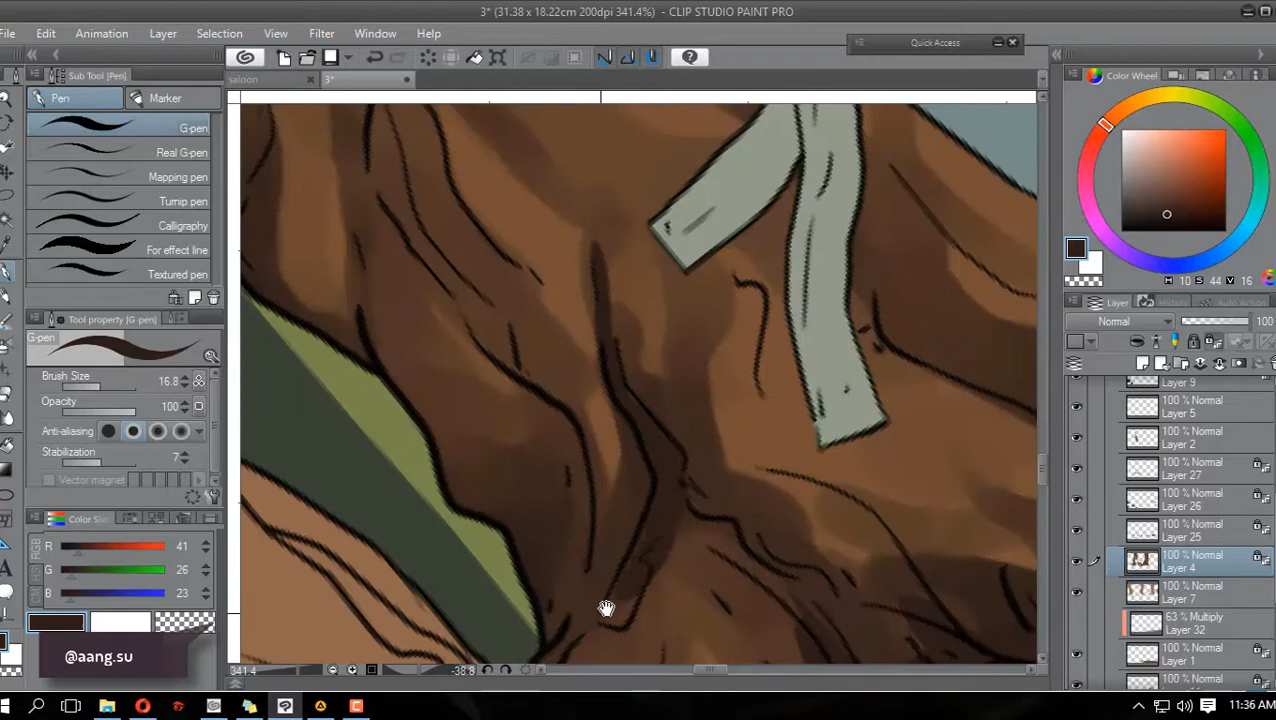 3* (31.38 x 18.22cm 200dpi 341.4%) - CLIP STUDIO PAINT PRO
File Edit Animation Layer Selection View Filter Window Help
Quick Access
Sub Tool [Pen]
saloon
3*
Color Wheel
Pen
Marker
G-pen
Real G-pen
Mapping pen
Turnip pen
Calligraphy
For effect line
Textured pen
H 10 S 44 V 16
Layer
History
Auto Action
Tool property [G-pen]
G-pen
Normal
100
Brush Size
16.8
Opacity
100
Anti-aliasing
Stabilization
7
Vector magnet
Layer 9
100 % Normal
Layer 5
100 % Normal
Layer 2
100 % Normal
Layer 27
100 % Normal
Layer 26
100 % Normal
Layer 25
100 % Normal
Layer 4
100 % Normal
Layer 7
63 % Multiply
Layer 32
100 % Normal
Layer 1
100 % Normal
RGB
R 41
G 26
B 23
@aang.su
341.4
-38.8
11:36 AM